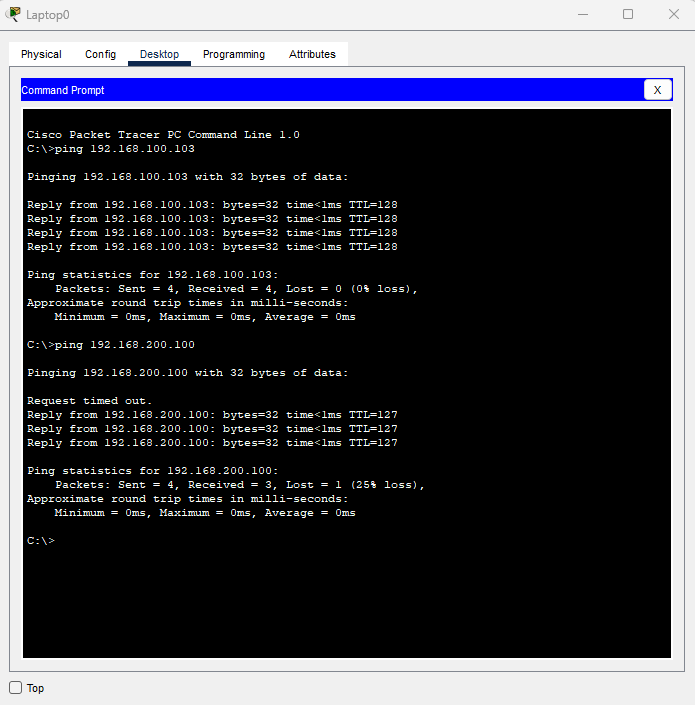 Laptop0
Physical Config Desktop Programming Attributes
Command Prompt X
Cisco Packet Tracer PC Command Line 1.0
C:\>ping 192.168.100.103
Pinging 192.168.100.103 with 32 bytes of data:
Reply from 192.168.100.103: bytes=32 time<1ms TTL=128
Reply from 192.168.100.103: bytes=32 time<1ms TTL=128
Reply from 192.168.100.103: bytes=32 time<1ms TTL=128
Reply from 192.168.100.103: bytes=32 time<1ms TTL=128
Ping statistics for 192.168.100.103:
    Packets: Sent = 4, Received = 4, Lost = 0 (0% loss),
Approximate round trip times in milli-seconds:
    Minimum = 0ms, Maximum = 0ms, Average = 0ms
C:\>ping 192.168.200.100
Pinging 192.168.200.100 with 32 bytes of data:
Request timed out.
Reply from 192.168.200.100: bytes=32 time<1ms TTL=127
Reply from 192.168.200.100: bytes=32 time<1ms TTL=127
Reply from 192.168.200.100: bytes=32 time<1ms TTL=127
Ping statistics for 192.168.200.100:
    Packets: Sent = 4, Received = 3, Lost = 1 (25% loss),
Approximate round trip times in milli-seconds:
    Minimum = 0ms, Maximum = 0ms, Average = 0ms
C:\>
Top